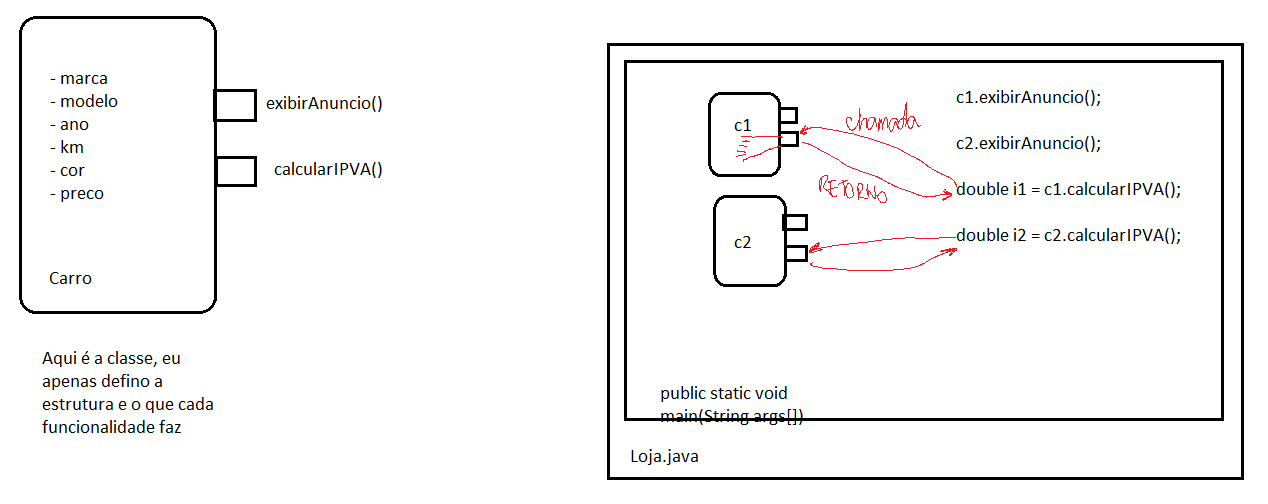 - marca
- modelo
- ano
- km
- cor
- preco
exibirAnuncio()
calcularIPVA()
Carro
Aqui é a classe, eu
apenas defino a
estrutura e o que cada
funcionalidade faz
c1
c2
chamada
RETORNO
c1.exibirAnuncio();
c2.exibirAnuncio();
double i1 = c1.calcularIPVA();
double i2 = c2.calcularIPVA();
public static void
main(String args[])
Loja.java